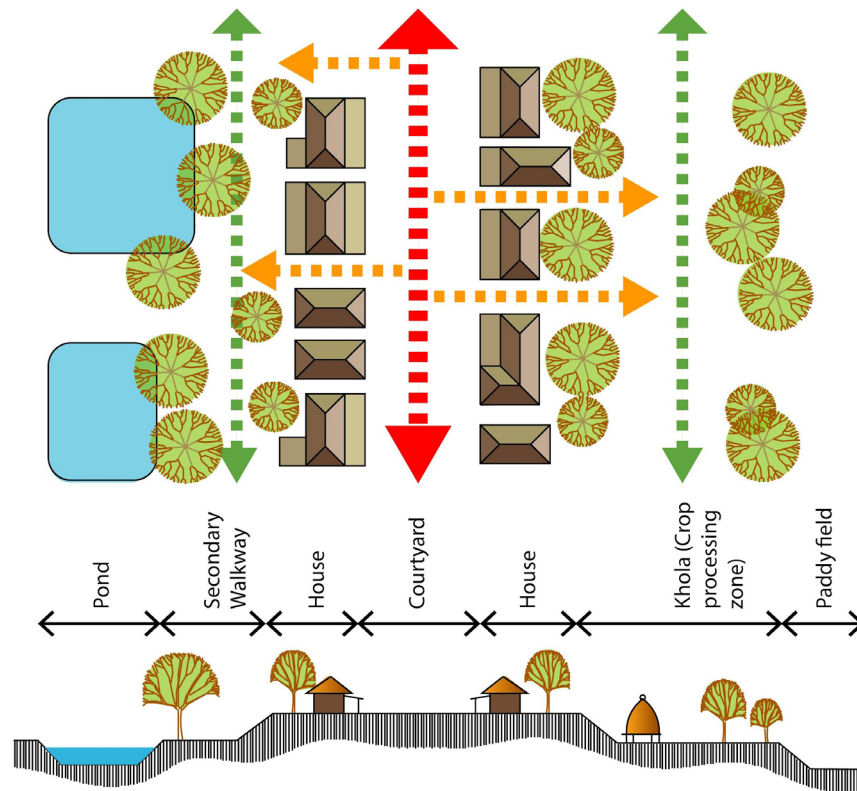 Pond
Secondary
Walkway
House
Courtyard
House
Khola (Crop
processing
zone)
Paddy field